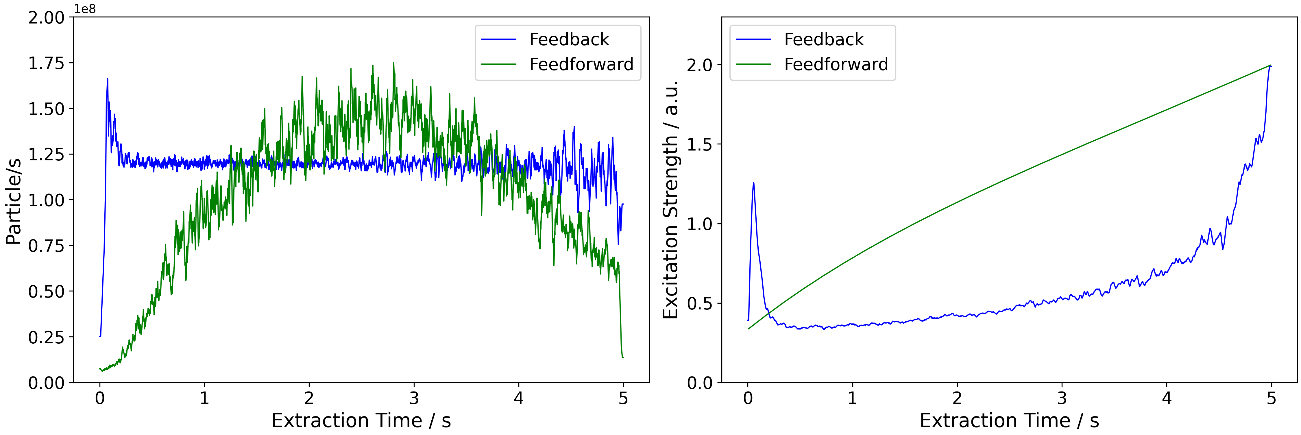 1e8
2.00
1.75
1.50
1.25
1.00
0.75
0.50
0.25
0.00
Particle/s
0 1 2 3 4 5
Extraction Time / s
Feedback
Feedforward
2.0
1.5
1.0
0.5
0.0
Excitation Strength / a.u.
0 1 2 3 4 5
Extraction Time / s
Feedback
Feedforward